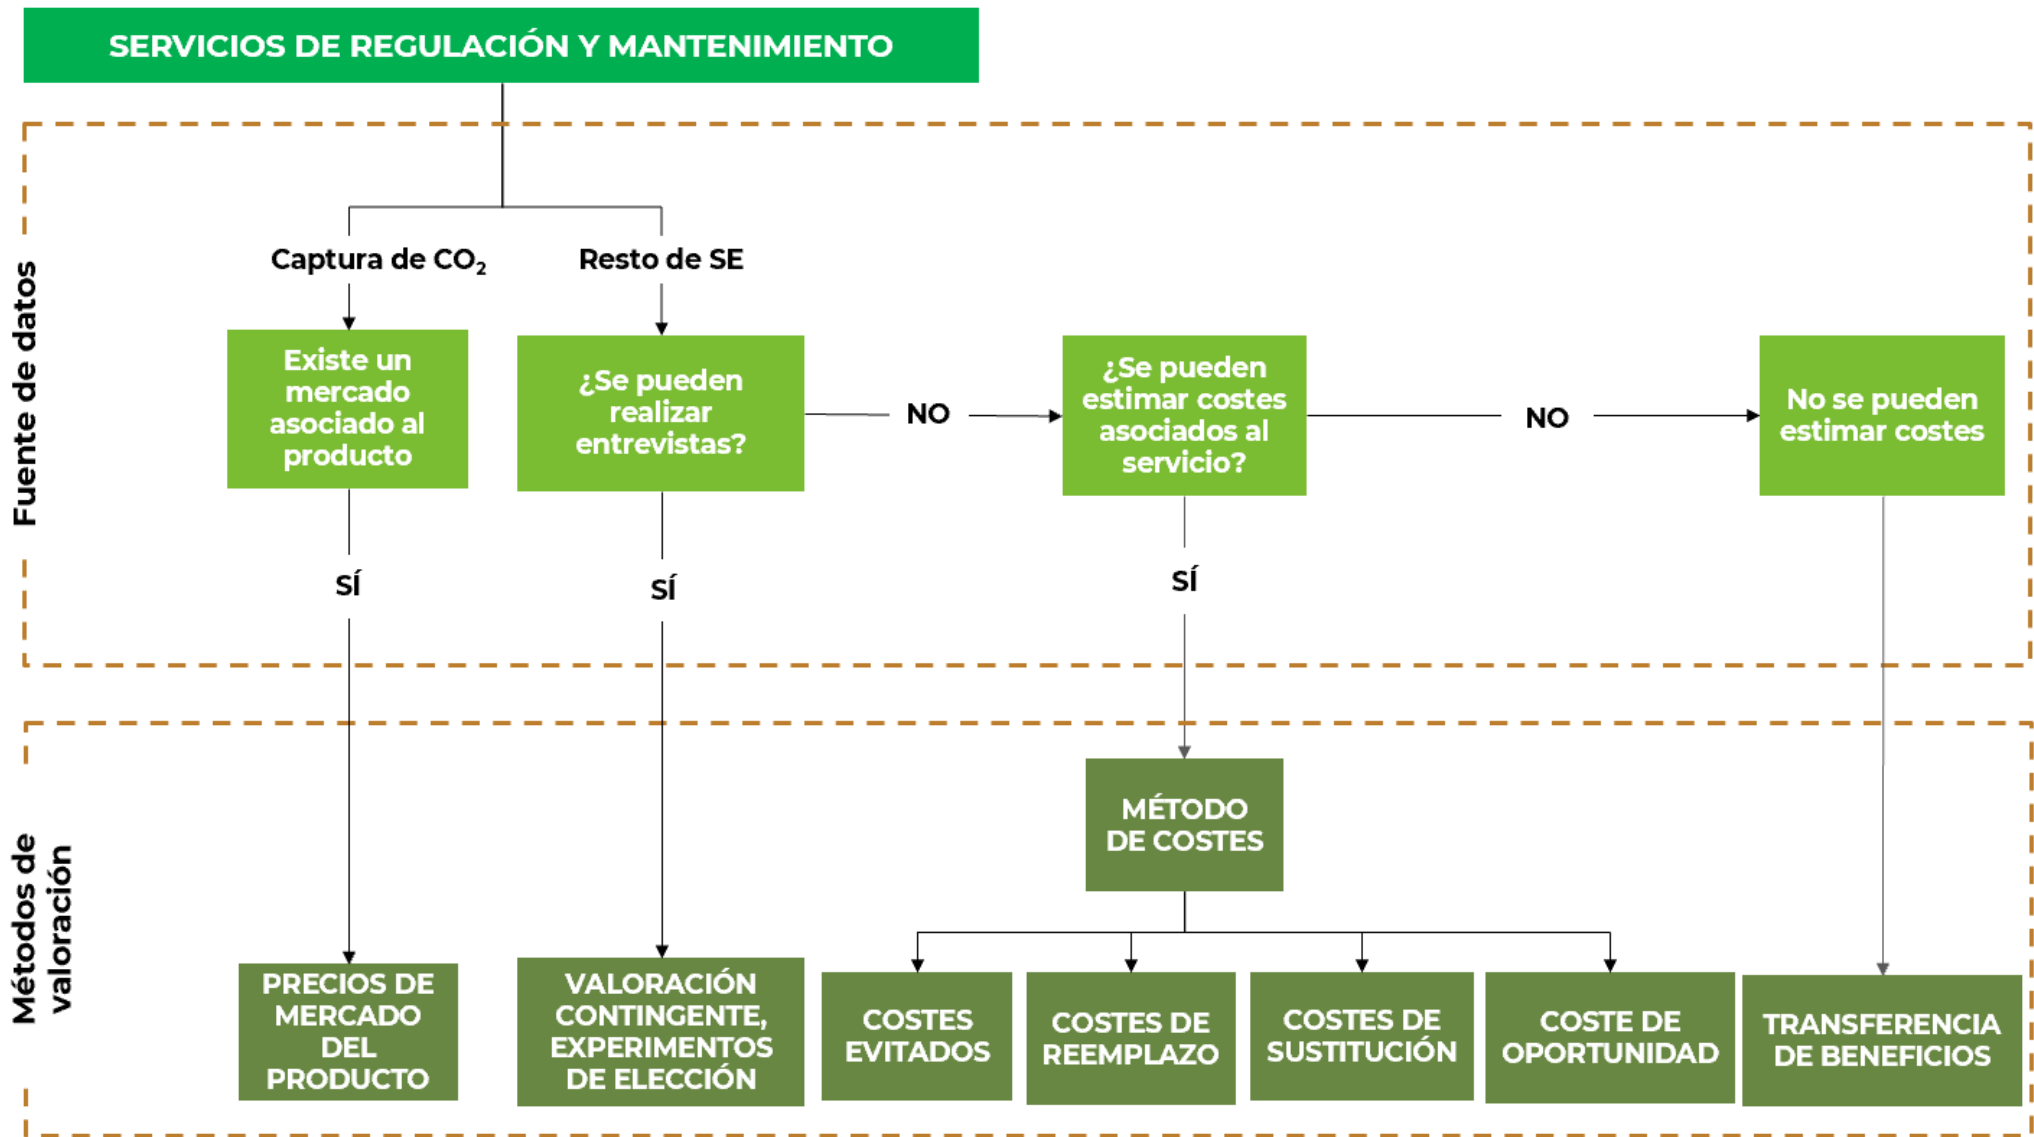 SERVICIOS DE REGULACIÓN Y MANTENIMIENTO
Fuente de datos
Captura de CO₂
Resto de SE
Existe un
mercado
asociado al
producto
¿Se pueden
realizar
entrevistas?
NO
¿Se pueden
estimar costes
asociados al
servicio?
NO
No se pueden
estimar costes
SÍ
SÍ
SÍ
Métodos de
valoración
MÉTODO
DE COSTES
PRECIOS DE
MERCADO
DEL
PRODUCTO
VALORACIÓN
CONTINGENTE,
EXPERIMENTOS
DE ELECCIÓN
COSTES
EVITADOS
COSTES DE
REEMPLAZO
COSTES DE
SUSTITUCIÓN
COSTE DE
OPORTUNIDAD
TRANSFERENCIA
DE BENEFICIOS